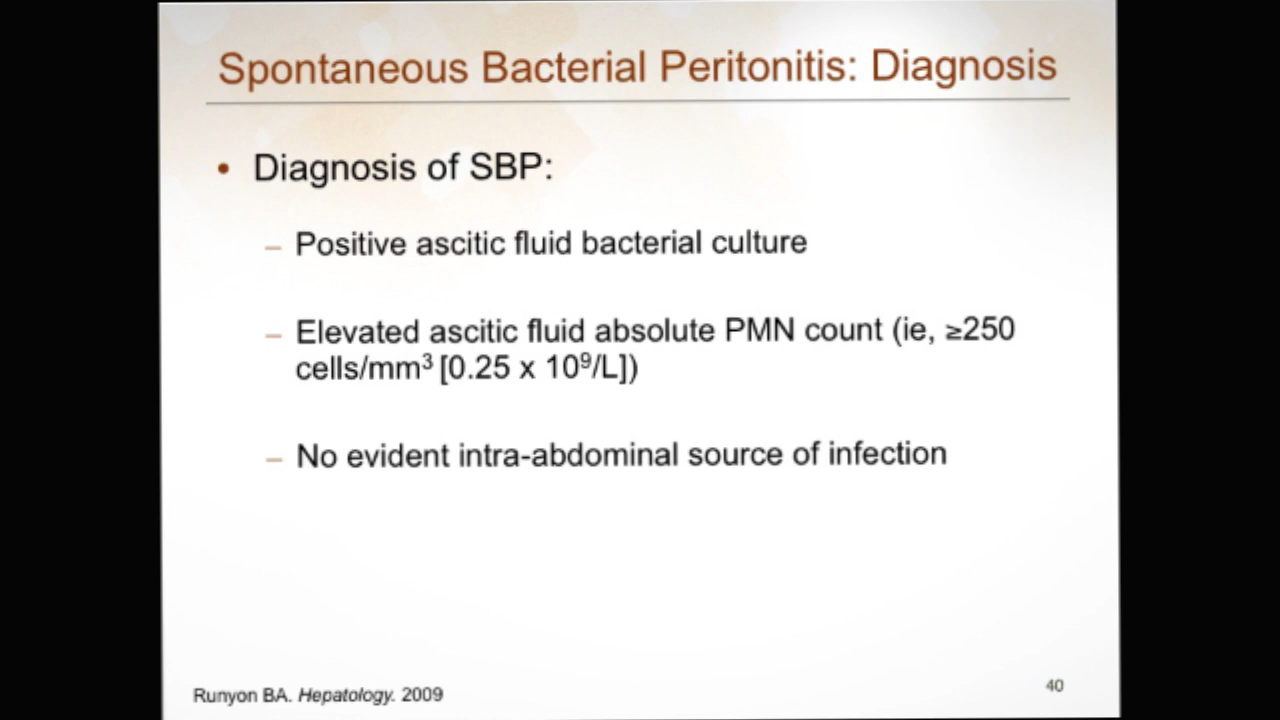 Spontaneous Bacterial Peritonitis: Diagnosis
• Diagnosis of SBP:
– Positive ascitic fluid bacterial culture
– Elevated ascitic fluid absolute PMN count (ie, ≥250
cells/mm³ [0.25 x 10⁹/L])
– No evident intra-abdominal source of infection
Runyon BA. Hepatology. 2009
40